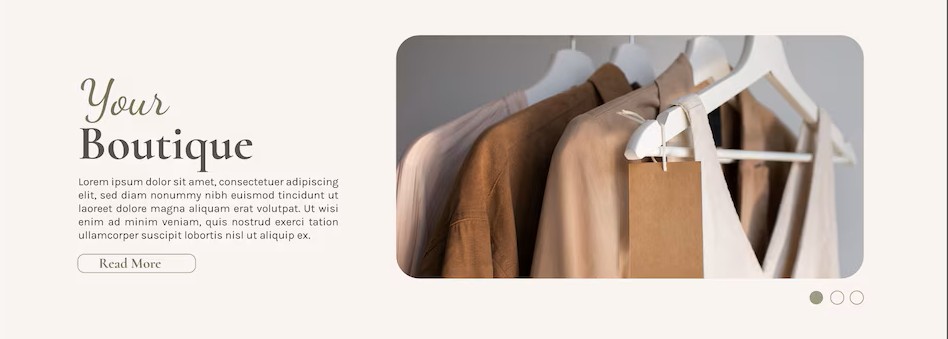 Your
Boutique
Lorem ipsum dolor sit amet, consectetuer adipiscing
elit, sed diam nonummy nibh euismod tincidunt ut
laoreet dolore magna aliquam erat volutpat. Ut wisi
enim ad minim veniam, quis nostrud exerci tation
ullamcorper suscipit lobortis nisl ut aliquip ex.
Read More